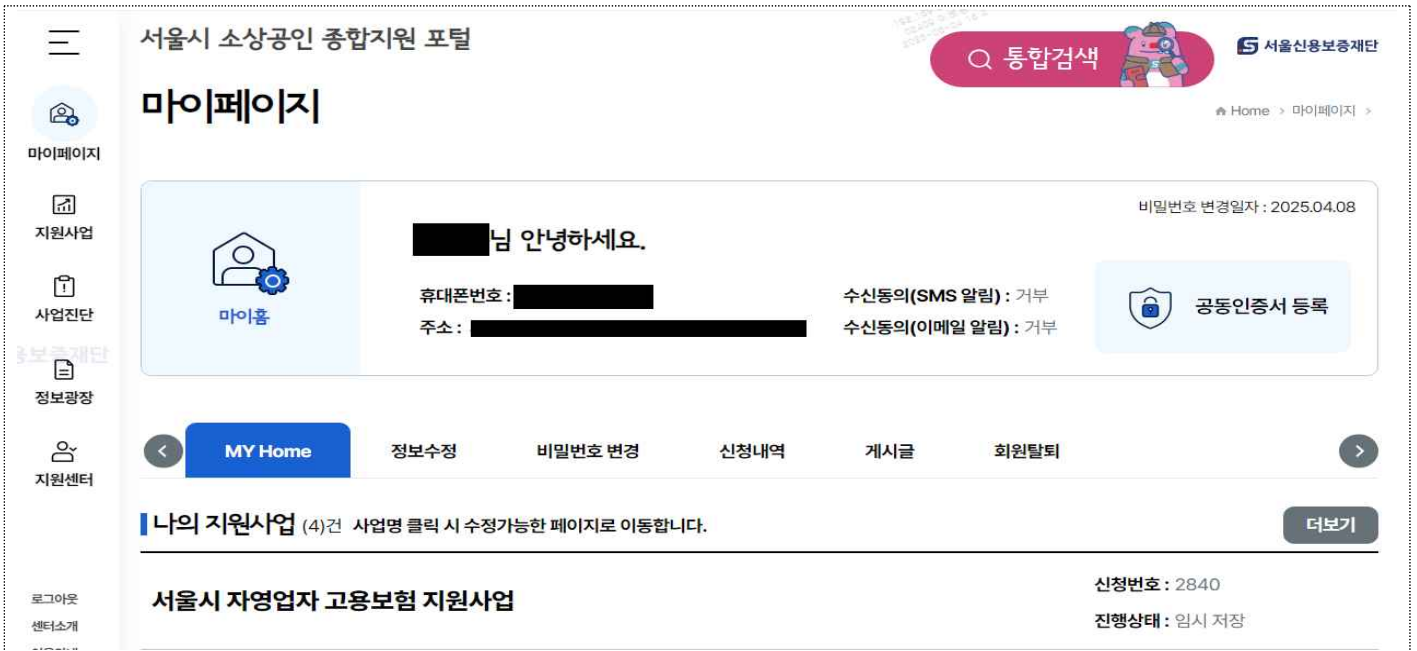 서울시 소상공인 종합지원 포털
통합검색
서울신용보증재단
마이페이지
Home > 마이페이지 >
마이페이지
지원사업
사업진단
정보광장
지원센터
로그아웃
센터소개
비밀번호 변경일자 : 2025.04.08
님 안녕하세요.
마이홈
휴대폰번호 :
수신동의(SMS 알림) : 거부
주소 :
수신동의(이메일 알림) : 거부
공동인증서 등록
MY Home 정보수정 비밀번호 변경 신청내역 게시글 회원탈퇴
나의 지원사업 (4)건 사업명 클릭 시 수정가능한 페이지로 이동합니다.
더보기
서울시 자영업자 고용보험 지원사업
신청번호 : 2840
진행상태 : 임시 저장